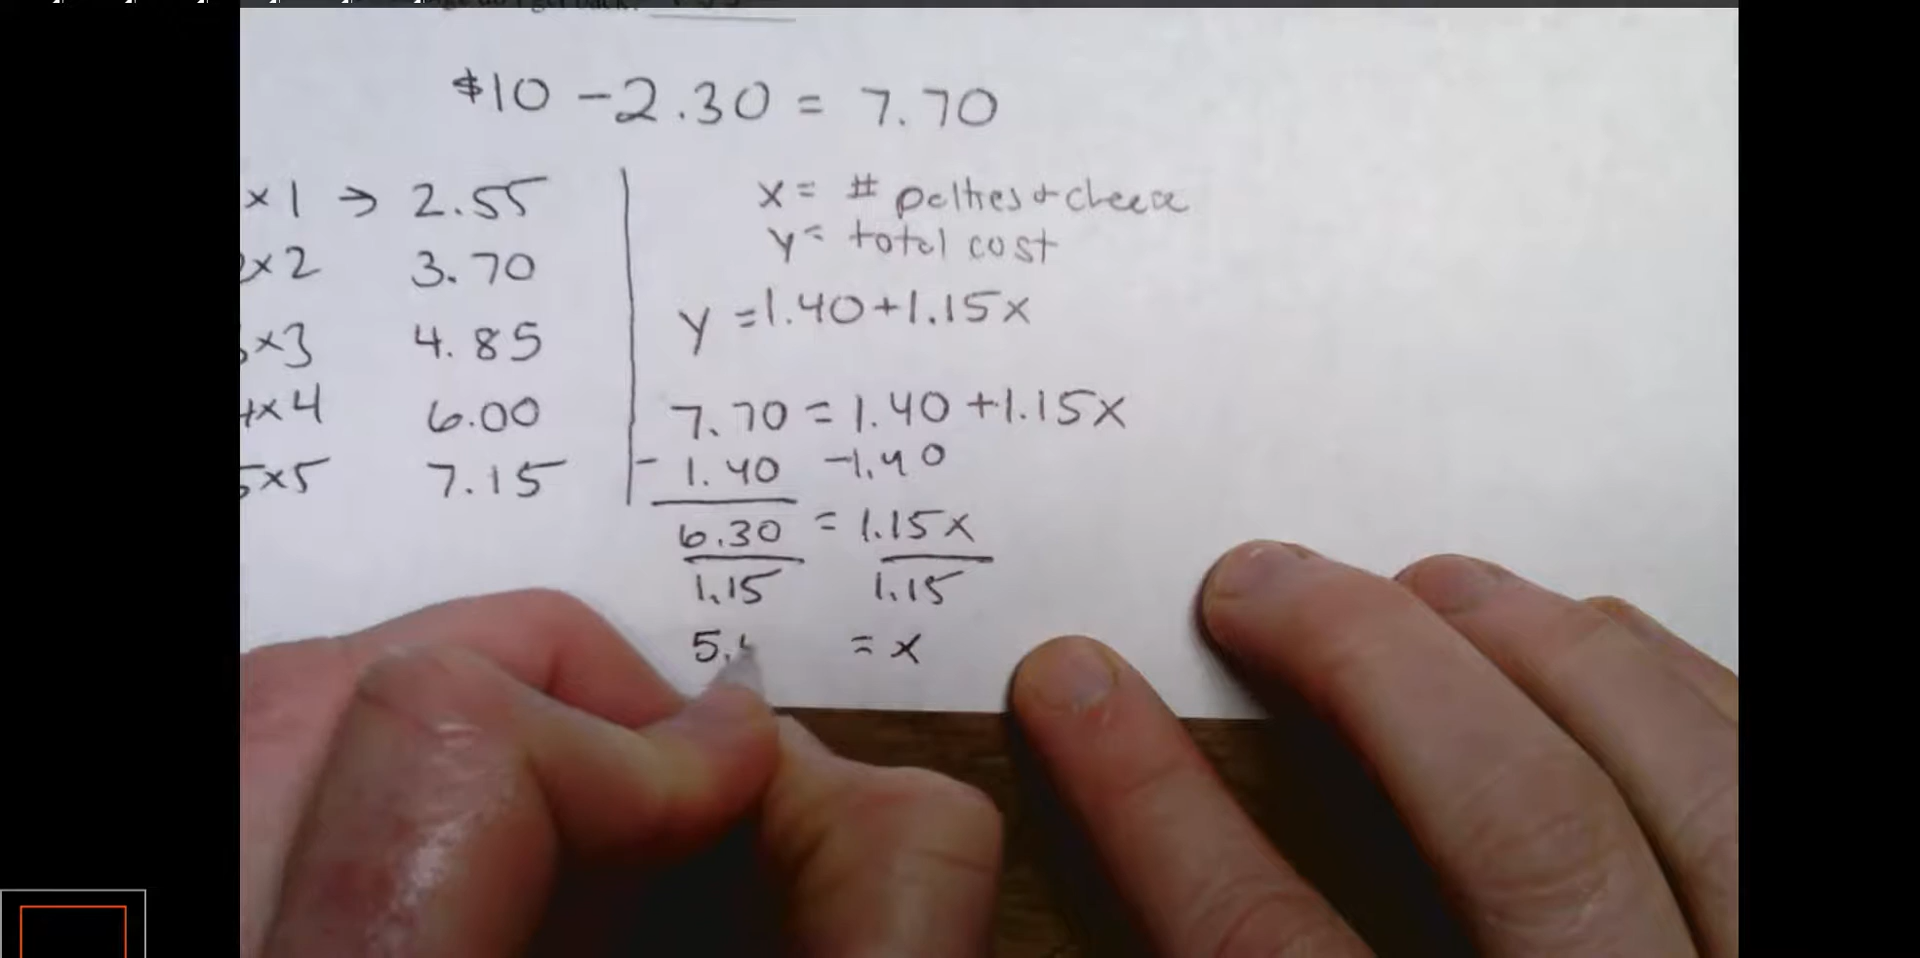 $10 - 2.30 = 7.70
x1 → 2.55
x2 3.70
x3 4.85
x4 6.00
5x5 7.15
x = # patties + cheese
y = total cost
y = 1.40 + 1.15x
7.70 = 1.40 + 1.15x
- 1.40 -1.40
6.30 = 1.15x
1.15 1.15
5. = x